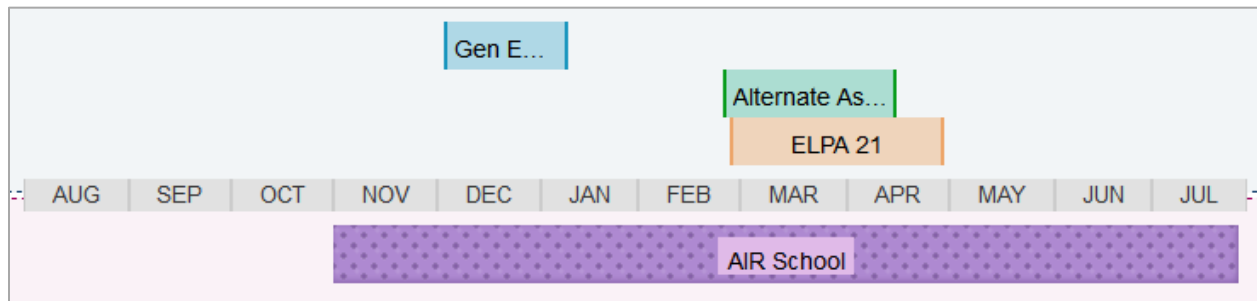 Gen E...
Alternate As...
ELPA 21
AUG SEP OCT NOV DEC JAN FEB MAR APR MAY JUN JUL
AIR School